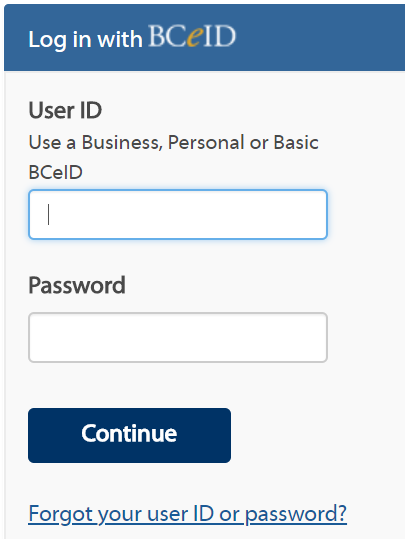 Log in with BCeID
User ID
Use a Business, Personal or Basic
BCeID
Password
Continue
Forgot your user ID or password?